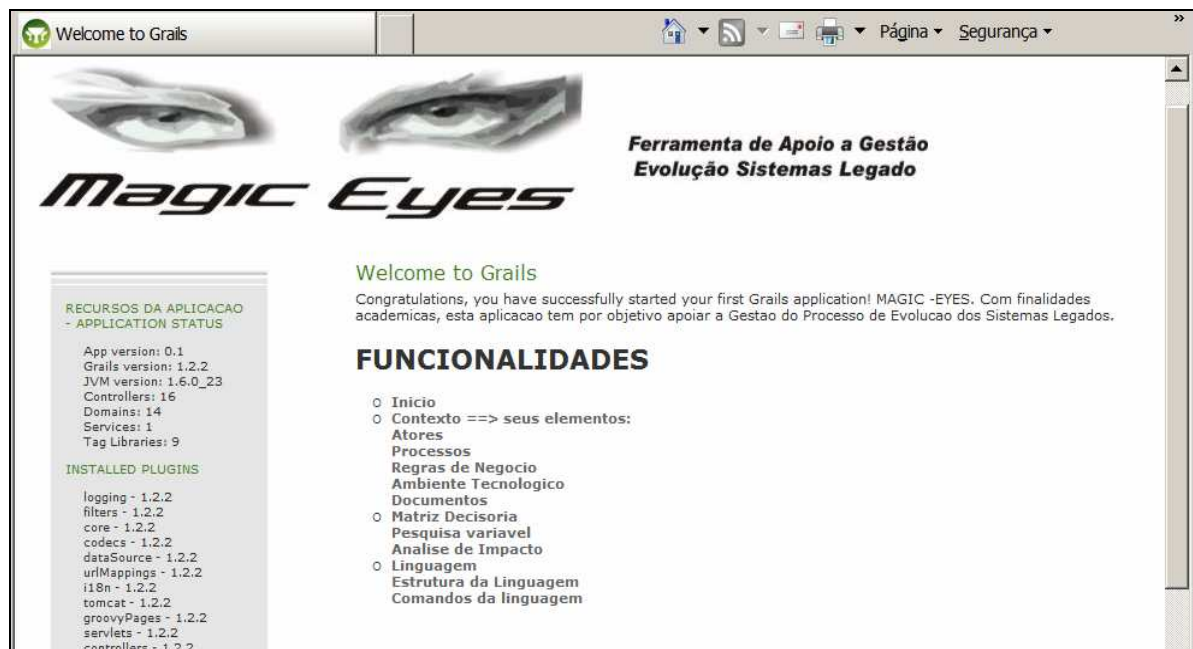 Welcome to Grails
Página
Segurança
»
Magic Eyes
Ferramenta de Apoio a Gestão
Evolução Sistemas Legado
RECURSOS DA APLICACAO
- APPLICATION STATUS
App version: 0.1
Grails version: 1.2.2
JVM version: 1.6.0_23
Controllers: 16
Domains: 14
Services: 1
Tag Libraries: 9
INSTALLED PLUGINS
logging - 1.2.2
filters - 1.2.2
core - 1.2.2
codecs - 1.2.2
dataSource - 1.2.2
urlMappings - 1.2.2
i18n - 1.2.2
tomcat - 1.2.2
groovyPages - 1.2.2
servlets - 1.2.2
controllers - 1.2.2
Welcome to Grails
Congratulations, you have successfully started your first Grails application! MAGIC -EYES. Com finalidades
academicas, esta aplicacao tem por objetivo apoiar a Gestao do Processo de Evolucao dos Sistemas Legados.
FUNCIONALIDADES
o Inicio
o Contexto ==> seus elementos:
Atores
Processos
Regras de Negocio
Ambiente Tecnologico
Documentos
o Matriz Decisoria
Pesquisa variavel
Analise de Impacto
o Linguagem
Estrutura da Linguagem
Comandos da linguagem